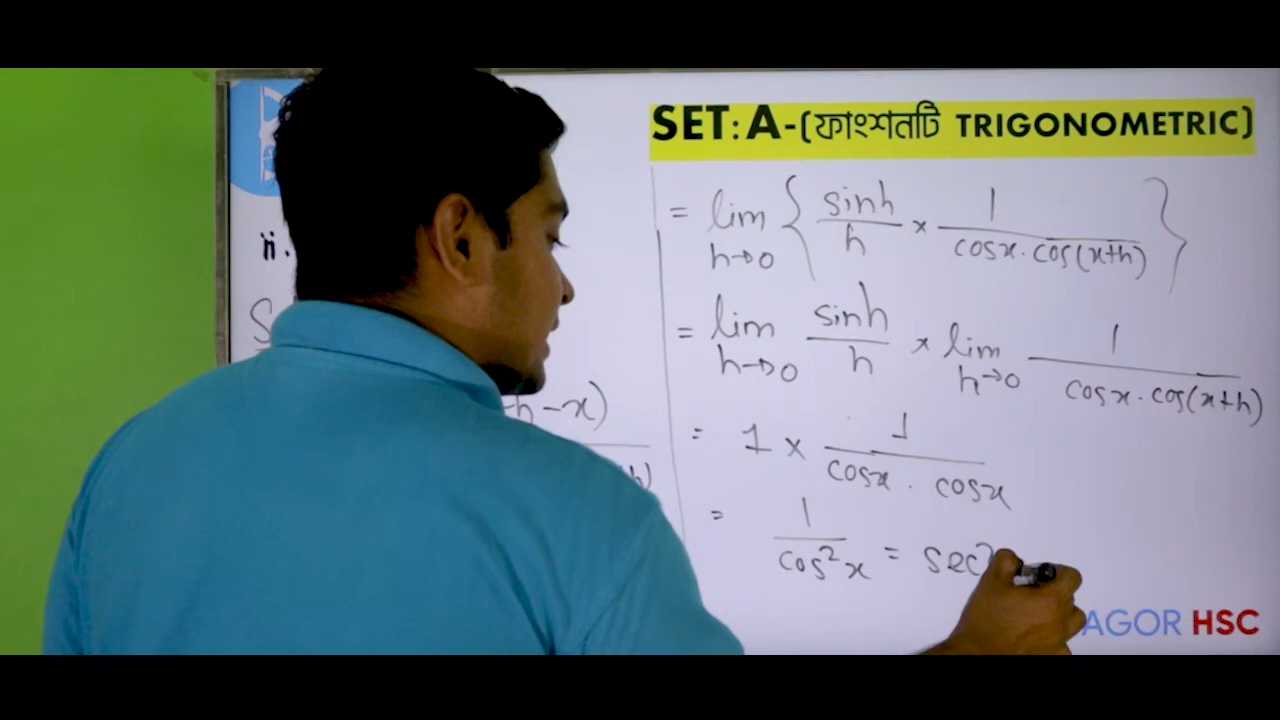 SET: A-(ফাংশনটি TRIGONOMETRIC)
ii.
S
-h-x)
h)
= lim h→0 { sinh/h × 1/cosx.cos(x+h) }
= lim h→0 sinh/h × lim h→0 1/cosx.cos(x+h)
= 1 × 1/cosx . cosx
= 1/cos²x = sec²
AGOR HSC